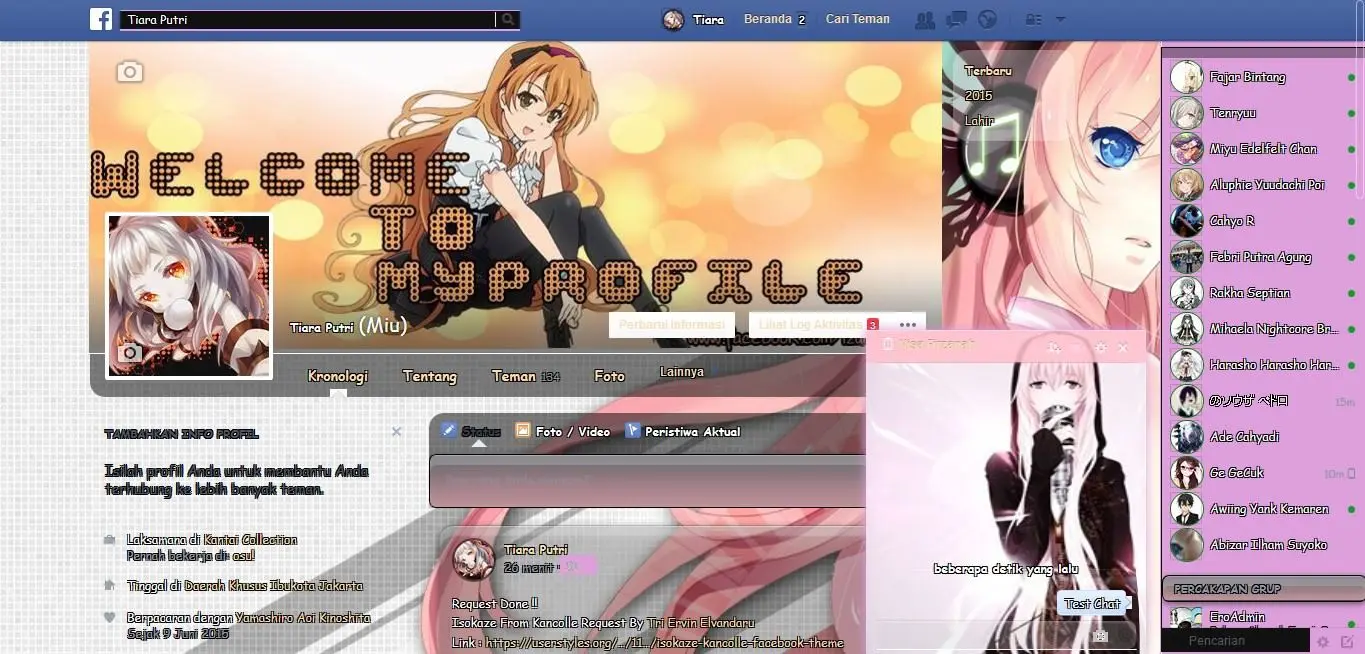 Tiara Putri
Tiara
Beranda 2
Cari Teman
WELCOME
TO
MYPROFILE
Terbaru
2015
Lahir
Tiara Putri (Miu)
Perbarui Informasi
Lihat Log Aktivitas 3
Kronologi
Tentang
Teman 134
Foto
Lainnya
TAMBAHKAN INFO PROFIL
Isilah profil Anda untuk membantu Anda
terhubung ke lebih banyak teman.
Laksamana di Kantai Collection
Pernah bekerja di osu!
Tinggal di Daerah Khusus Ibukota Jakarta
Berpacaran dengan Yamashiro Aoi Kinoshita
Sejak 9 Juni 2015
Status
Foto / Video
Peristiwa Aktual
Tiara Putri
26 menit
Request Done !!
Isokaze From Kancolle Request By Tri Ervin Elvandaru
Link : https://userstyles.org/.../11.../isokaze-kancolle-facebook-theme
beberapa detik yang lalu
Test Chat
Fajar Bintang
Tenryuu
Miyu Edelfelt Chan
Aluphie Yuudachi Poi
Cahyo R
Febri Putra Agung
Rakha Septian
Mihaela Nightcore Br...
Harasho Harasho Har...
のソウザ ペドロ 15m
Ade Cahyadi
Ge GeCuk 10m
Awiing Yank Kemaren
Abizar Ilham Suyoko
PERCAKAPAN GRUP
EroAdmin
Pencarian